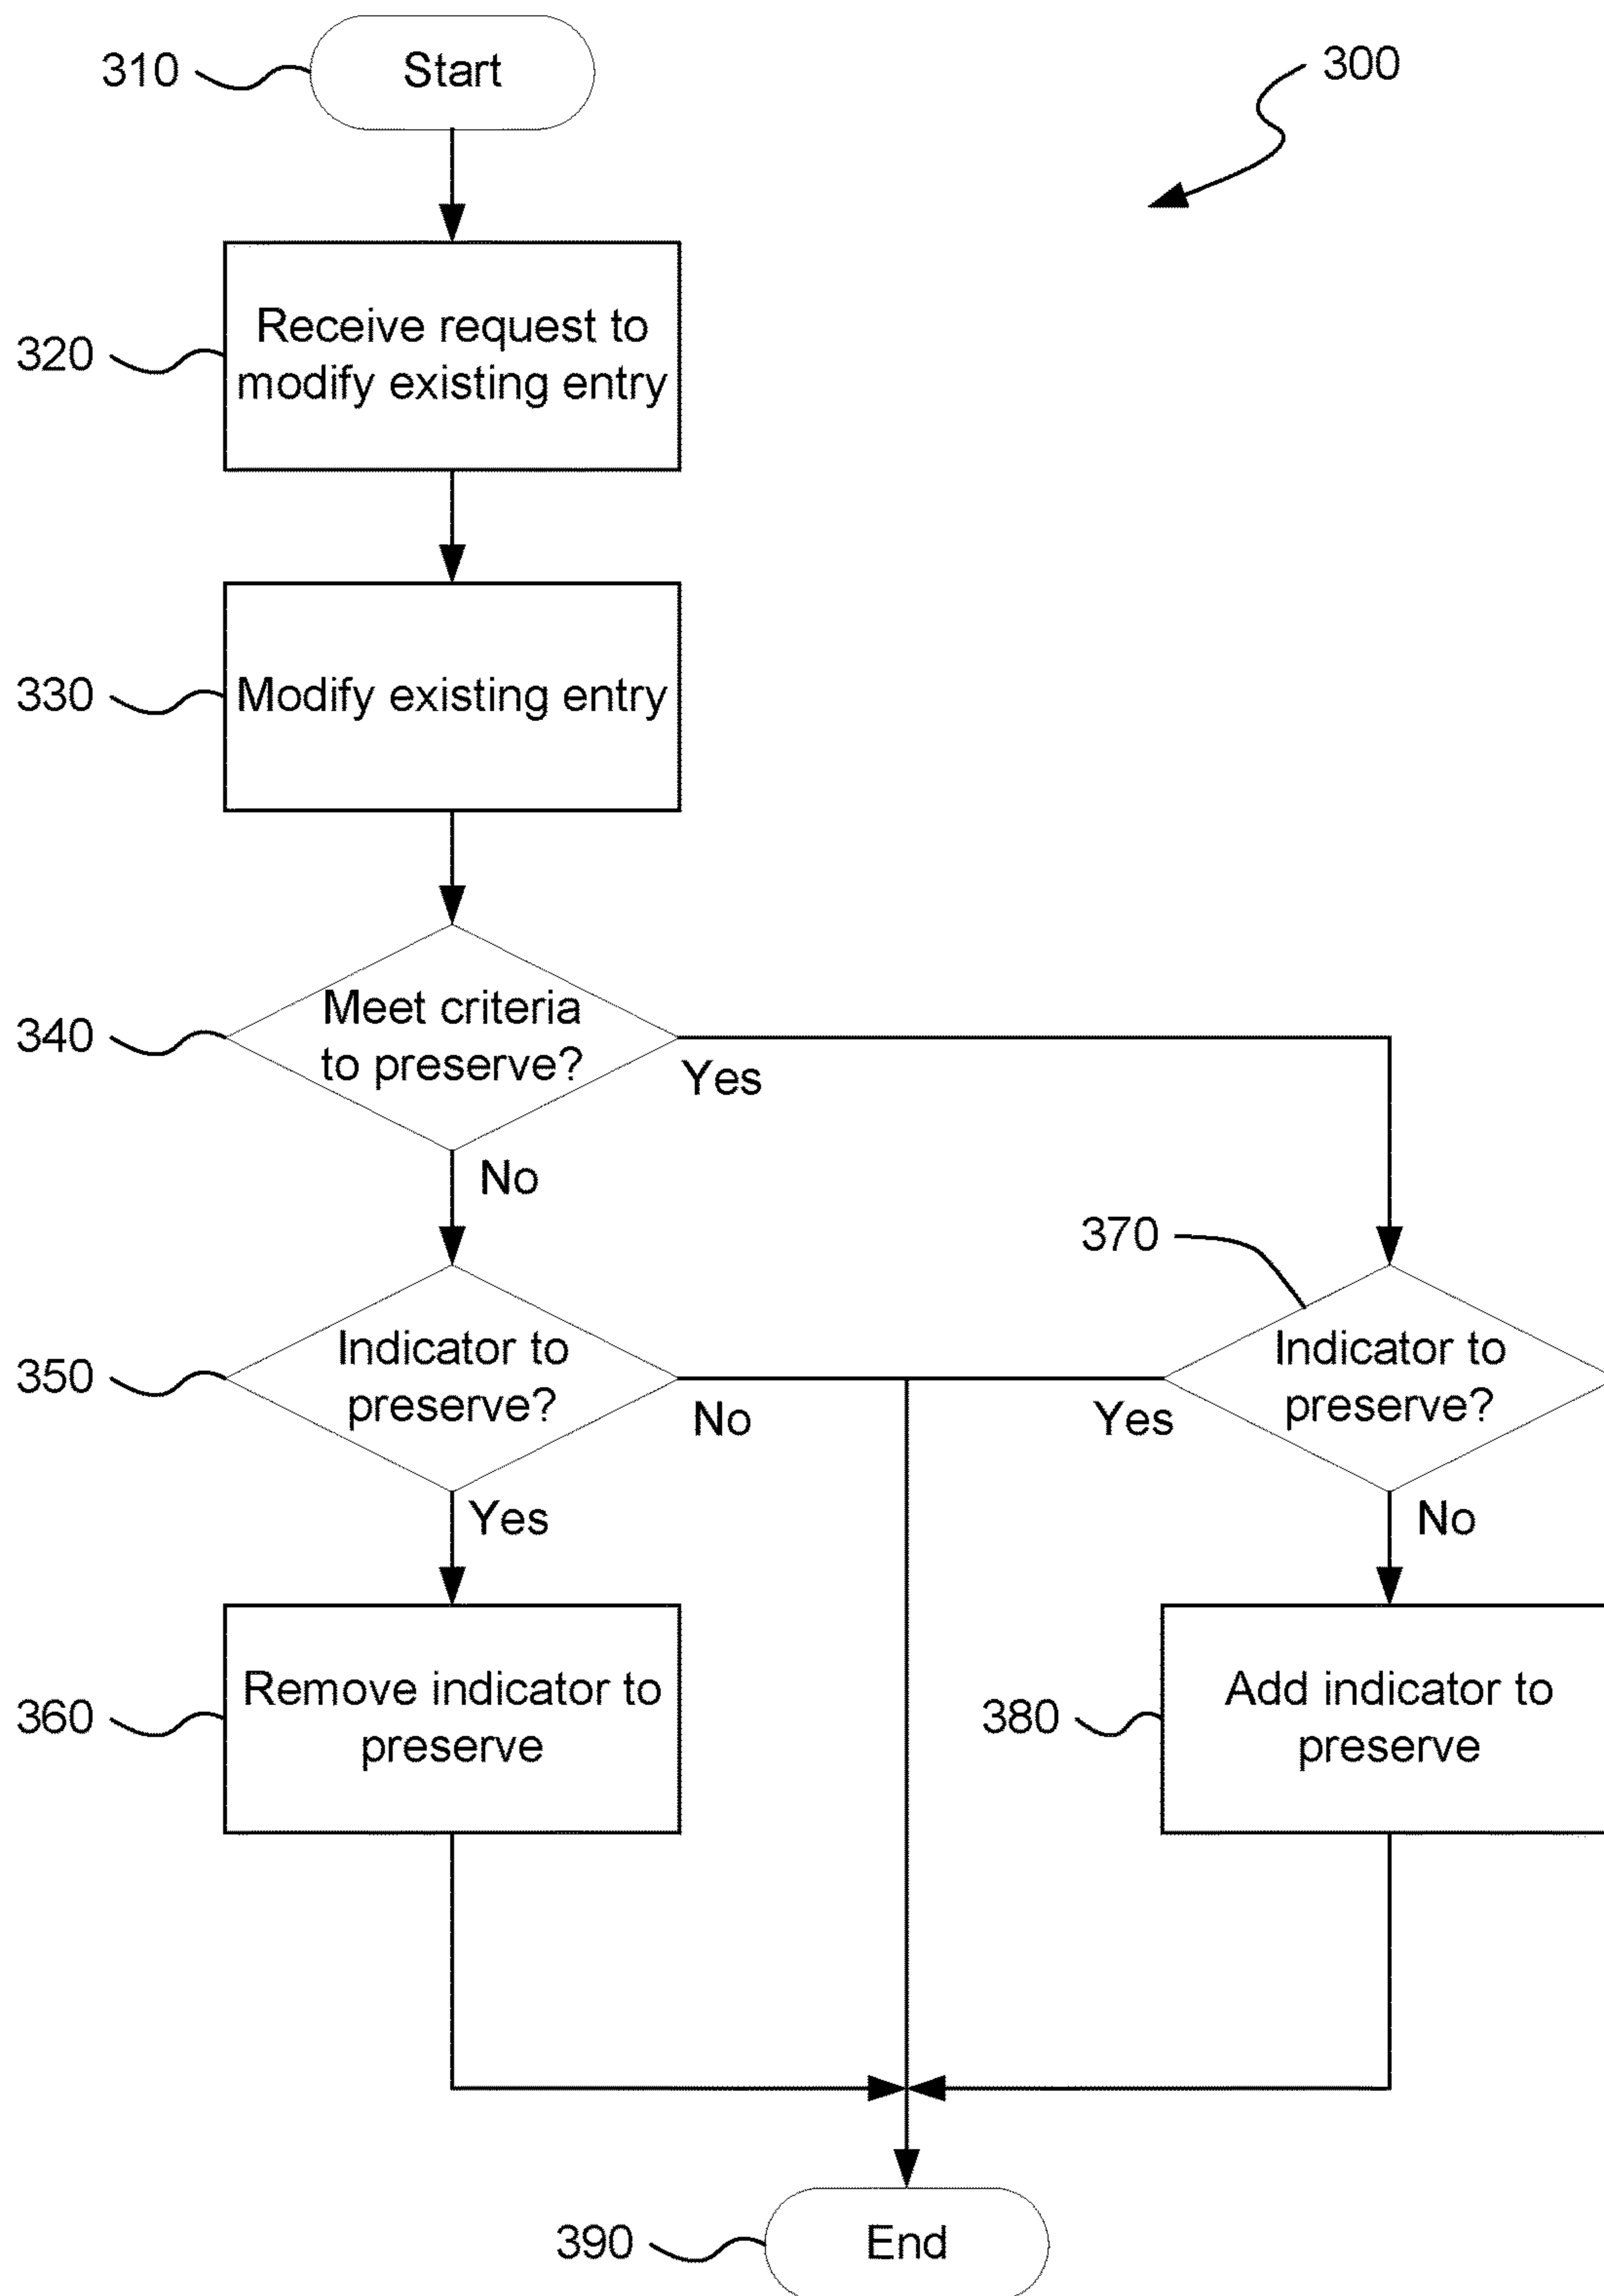 310
Start
300
320
Receive request to
modify existing entry
330
Modify existing entry
340
Meet criteria
to preserve?
Yes
No
370
350
Indicator to
preserve?
No
Indicator to
preserve?
Yes
Yes
No
360
Remove indicator to
preserve
380
Add indicator to
preserve
390
End